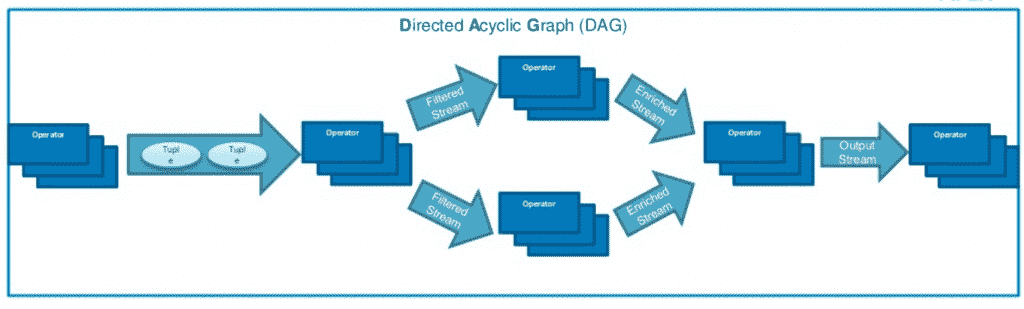 Directed Acyclic Graph (DAG)
Operator
Tupl
e
Tupl
e
Operator
Filtered
Stream
Operator
Enriched
Stream
Filtered
Stream
Operator
Enriched
Stream
Operator
Output
Stream
Operator